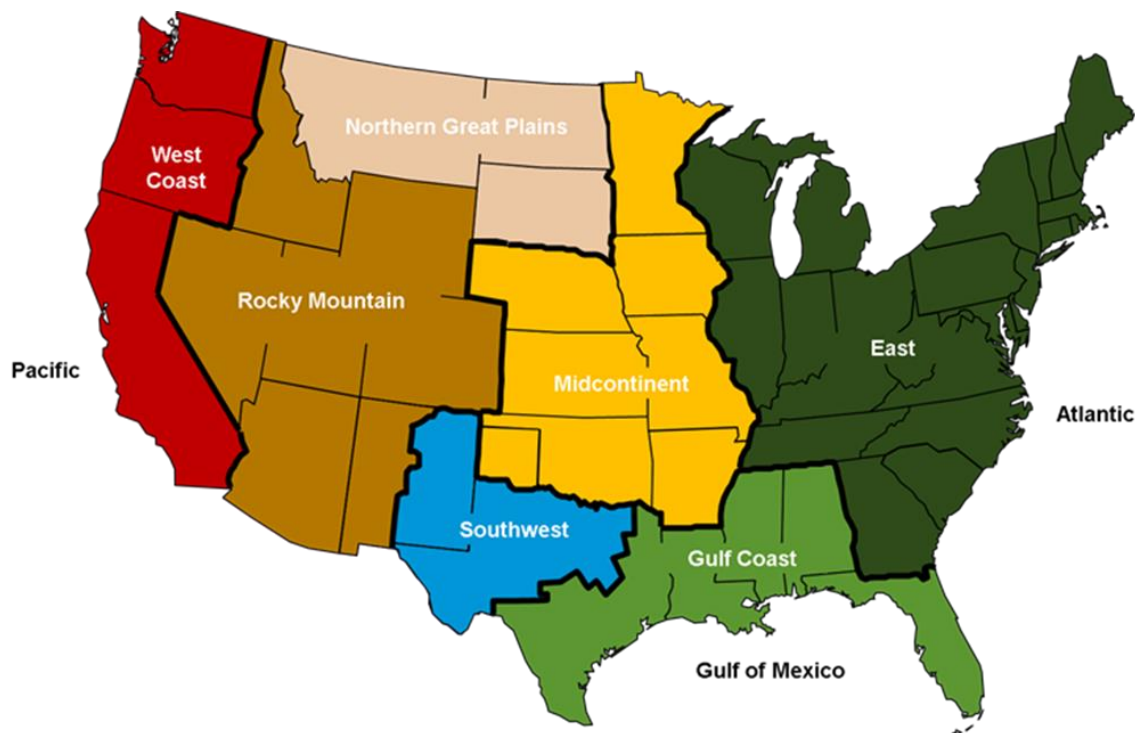 Northern Great Plains
West
Coast
Rocky Mountain
East
Pacific
Midcontinent
Atlantic
Southwest
Gulf Coast
Gulf of Mexico